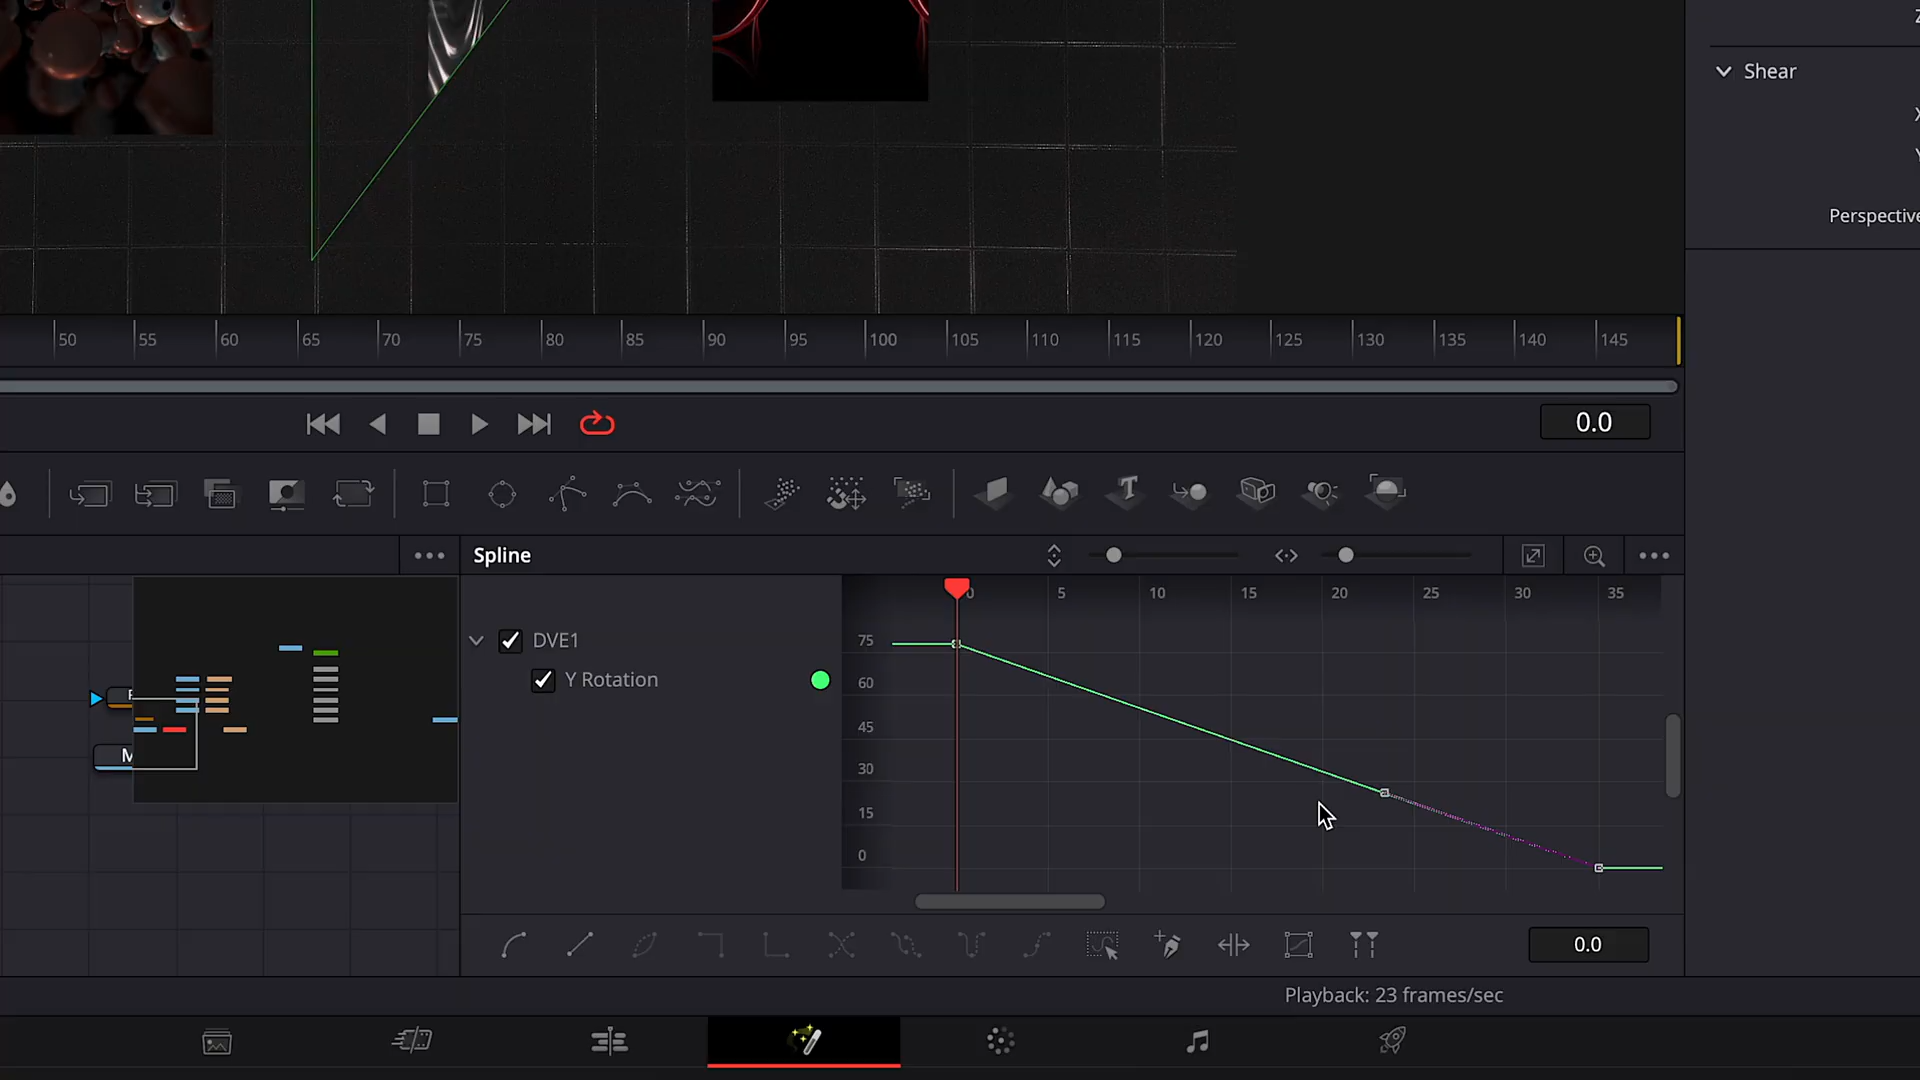 Z
Shear
X
Y
Perspective
50 55 60 65 70 75 80 85 90 95 100 105 110 115 120 125 130 135 140 145
0.0
Spline
0 5 10 15 20 25 30 35
DVE1
Y Rotation
75
60
45
30
15
0
M
0.0
Playback: 23 frames/sec